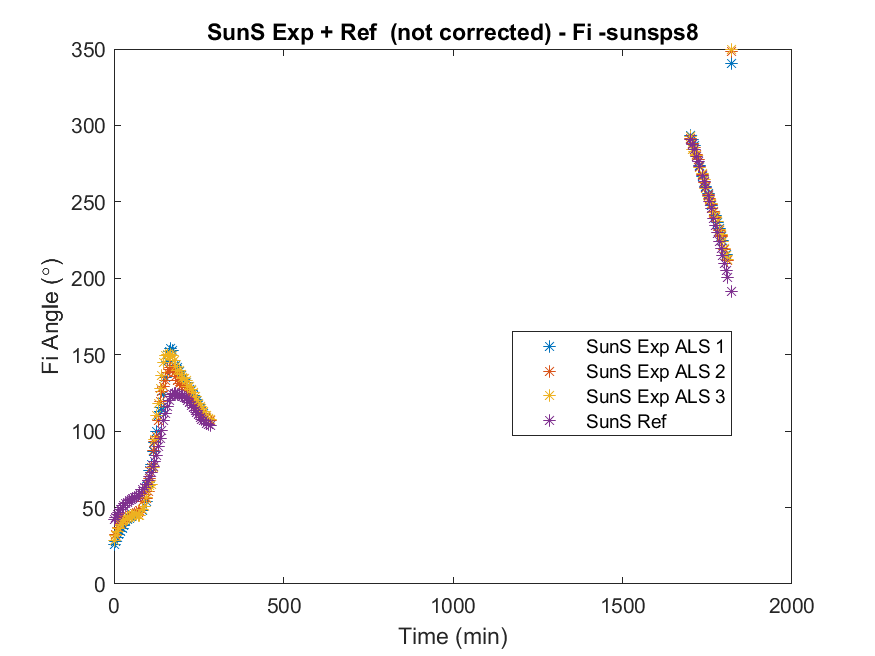 SunS Exp + Ref (not corrected) - Fi -sunsps8
350
300
250
200
150
100
50
0
Fi Angle (°)
SunS Exp ALS 1
SunS Exp ALS 2
SunS Exp ALS 3
SunS Ref
0 500 1000 1500 2000
Time (min)